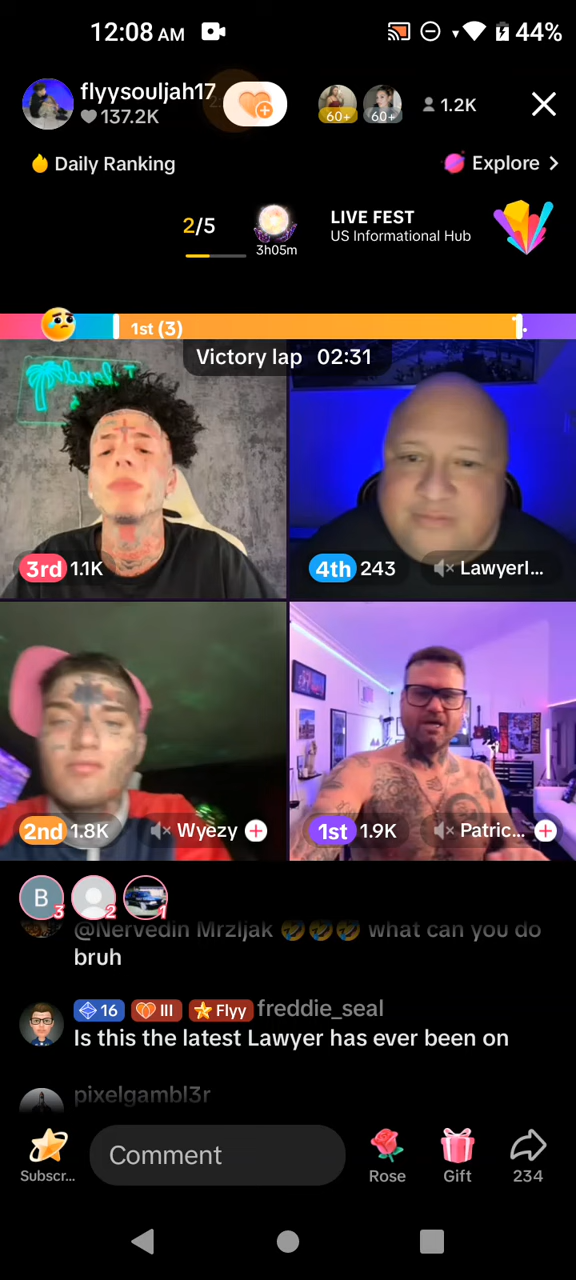 12:08 AM
44%
flyysouljah17
137.2K
60+
60+
1.2K
Daily Ranking
Explore >
2/5
3h05m
LIVE FEST
US Informational Hub
1st (3)
Victory lap 02:31
3rd 1.1K
4th 243
Lawyerl...
2nd 1.8K
Wyezy
1st 1.9K
Patric...
B
3
2
1
@Nervedin Mrzljak 🤣🤣🤣 what can you do
bruh
16 III Flyy freddie_seal
Is this the latest Lawyer has ever been on
pixelgambl3r
Subscr...
Comment
Rose
Gift
234